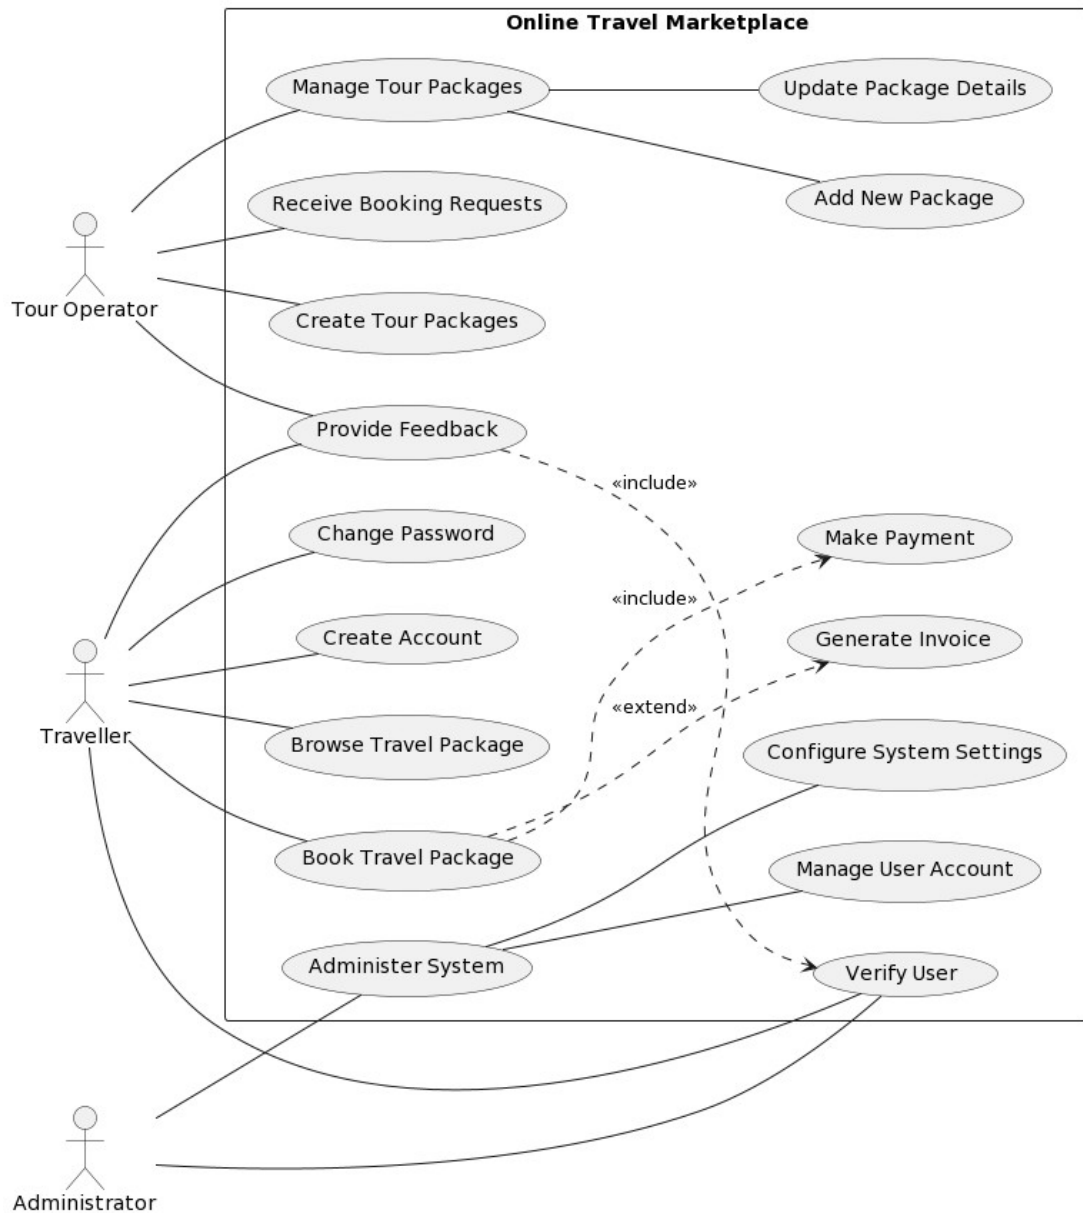 Online Travel Marketplace
Manage Tour Packages
Update Package Details
Add New Package
Receive Booking Requests
Tour Operator
Create Tour Packages
Provide Feedback
«include»
Change Password
Make Payment
«include»
Create Account
Generate Invoice
«extend»
Traveller
Browse Travel Package
Configure System Settings
Book Travel Package
Manage User Account
Administer System
Verify User
Administrator